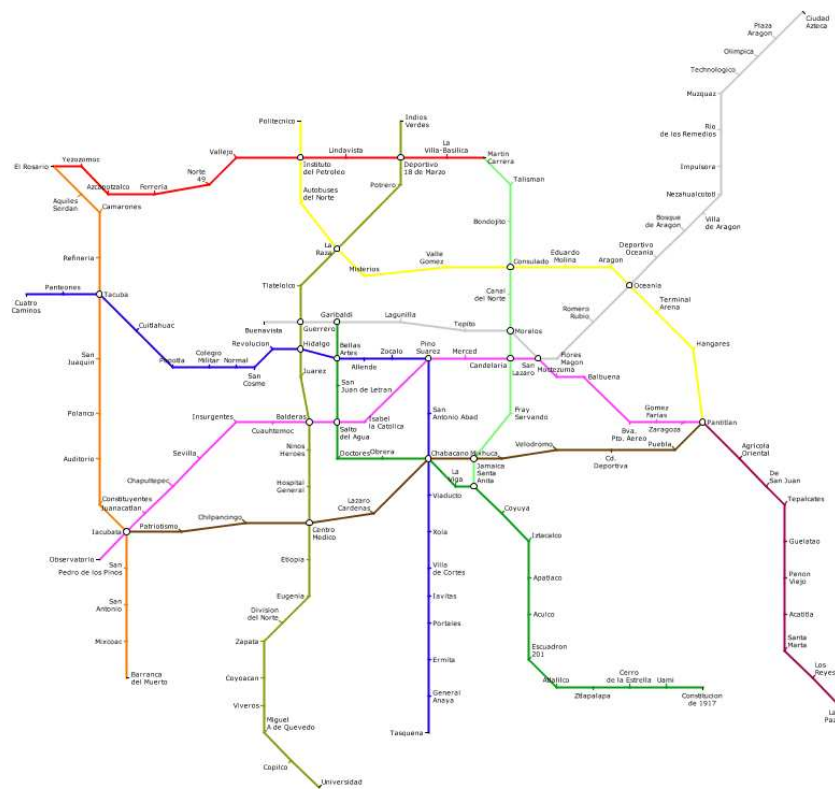 Ciudad
Azteca
Plaza
Aragon
Olimpica
Technologico
Muzquaz
Politecnico
Indios
Verdes
Rio
de los Remedios
Vallejo
Lindavista
La
Villa-Basilica
Martin
Carrera
El Rosario
Yezozomoc
Azcapotzalco
Ferreria
Norte
49
Instituto
del Petroleo
Deportivo
18 de Marzo
Impulsora
Talisman
Aquiles
Serdan
Camarones
Autobuses
del Norte
Potrero
Nezahualcototl
Bosque
de Aragon
Villa
de Aragon
Bondojito
La
Raza
Valle
Gomez
Eduardo
Molina
Deportivo
Oceania
Refineria
Misterios
Consulado
Aragon
Oceania
Panteones
Tlatelolco
Canal
del Norte
Terminal
Arena
Cuatro
Caminos
Tacuba
Garibaldi
Lagunilla
Romero
Rubio
Cuitlahuac
Buenavista
Guerrero
Tepito
Morelos
Revolucion
Hidalgo
Bellas
Artes
Zocalo
Pino
Suarez
Merced
Hangares
San
Juaquin
Popotla
Colegio
Militar
Normal
San
Cosme
Juarez
Allende
Candelaria
San
Lazaro
Flores
Magon
Moctezuma
Balbuena
San
Juan de Letran
Polanco
Insurgentes
Balderas
Isabel
la Catolica
San
Antonio Abad
Fray
Servando
Gomez
Farias
Cuauhtemoc
Salto
del Agua
Bva.
Pto. Aereo
Zaragoza
Pantitlan
Auditorio
Sevilla
Ninos
Heroes
Doctores
Obrera
Chabacano
Mixhuca
Velodromo
Cd.
Deportiva
Puebla
Agricola
Oriental
Chapultepec
La
Viga
Jamaica
Santa
Anita
De
San Juan
Constituyentes
Juanacatlan
Hospital
General
Viaducto
Tepalcates
Iacubata
Patriotismo
Chilpancingo
Lazaro
Cardenas
Coyuya
Centro
Medico
Xola
Iztacalco
Guelatao
Observatorio
Etiopia
San
Pedro de los Pinos
Villa
de Cortes
Apatlaco
Penon
Viejo
Eugenia
Iavitas
San
Antonio
Division
del Norte
Portales
Aculco
Acatitla
Mixcoac
Zapata
Ermita
Escuadron
201
Santa
Marta
Barranca
del Muerto
Coyoacan
Cerro
de la Estrella
Uami
Los
Reyes
Viveros
General
Anaya
Constitucion
de 1917
Miguel
A de Quevedo
Tasquena
La
Copilco
Universidad